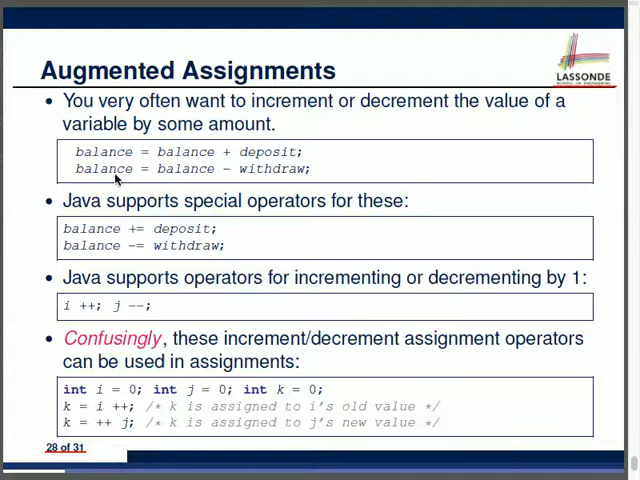 Augmented Assignments
LASSONDE
SCHOOL OF ENGINEERING
• You very often want to increment or decrement the value of a
variable by some amount.
balance = balance + deposit;
balance = balance - withdraw;
• Java supports special operators for these:
balance += deposit;
balance -= withdraw;
• Java supports operators for incrementing or decrementing by 1:
i ++; j --;
• Confusingly, these increment/decrement assignment operators
can be used in assignments:
int i = 0; int j = 0; int k = 0;
k = i ++; /* k is assigned to i's old value */
k = ++ j; /* k is assigned to j's new value */
28 of 31